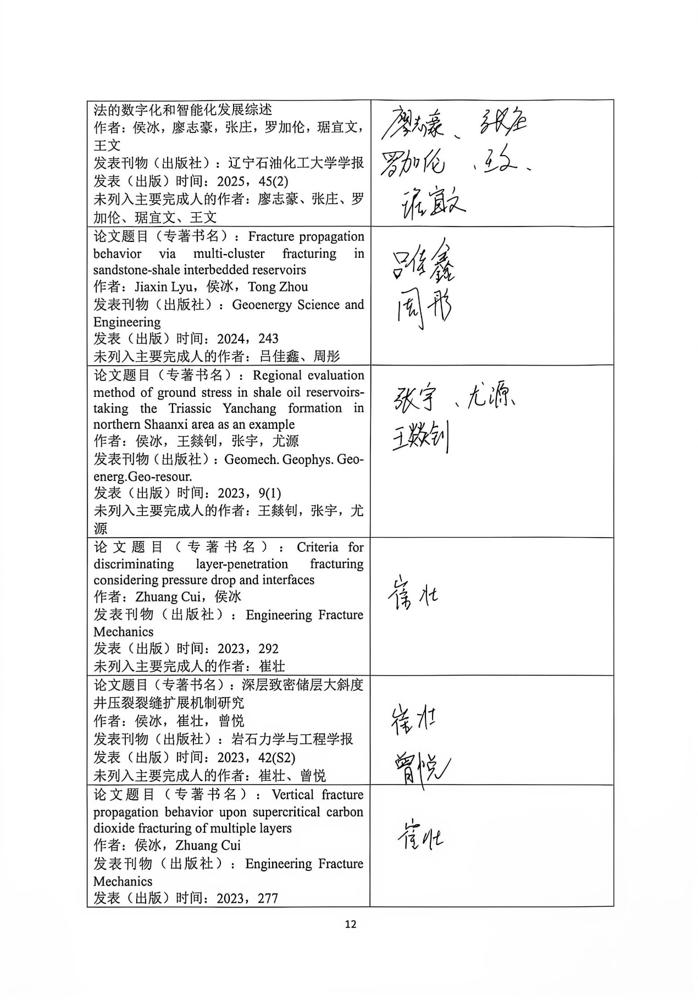 法的数字化和智能化发展综述
作者：侯冰，廖志豪，张庄，罗加伦，琚宜文，
王文
发表刊物（出版社）：辽宁石油化工大学学报
发表（出版）时间：2025，45(2)
未列入主要完成人的作者：廖志豪、张庄、罗
加伦、琚宜文、王文
廖志豪、张庄
罗加伦、王文、
琚宜文
论文题目（专著书名）：Fracture propagation
behavior via multi-cluster fracturing in
sandstone-shale interbedded reservoirs
作者：Jiaxin Lyu，侯冰，Tong Zhou
发表刊物（出版社）：Geoenergy Science and
Engineering
发表（出版）时间：2024，243
未列入主要完成人的作者：吕佳鑫、周彤
吕佳鑫
周彤
论文题目（专著书名）：Regional evaluation
method of ground stress in shale oil reservoirs-
taking the Triassic Yanchang formation in
northern Shaanxi area as an example
作者：侯冰，王燚钊，张宇，尤源
发表刊物（出版社）：Geomech. Geophys. Geo-
energ.Geo-resour.
发表（出版）时间：2023，9(1)
未列入主要完成人的作者：王燚钊，张宇，尤
源
张宇、尤源、
王燚钊
论文题目（专著书名）：Criteria for
discriminating layer-penetration fracturing
considering pressure drop and interfaces
作者：Zhuang Cui，侯冰
发表刊物（出版社）：Engineering Fracture
Mechanics
发表（出版）时间：2023，292
未列入主要完成人的作者：崔壮
崔壮
论文题目（专著书名）：深层致密储层大斜度
井压裂裂缝扩展机制研究
作者：侯冰，崔壮，曾悦
发表刊物（出版社）：岩石力学与工程学报
发表（出版）时间：2023，42(S2)
未列入主要完成人的作者：崔壮、曾悦
崔壮
曾悦
论文题目（专著书名）：Vertical fracture
propagation behavior upon supercritical carbon
dioxide fracturing of multiple layers
作者：侯冰，Zhuang Cui
发表刊物（出版社）：Engineering Fracture
Mechanics
发表（出版）时间：2023，277
崔壮
12